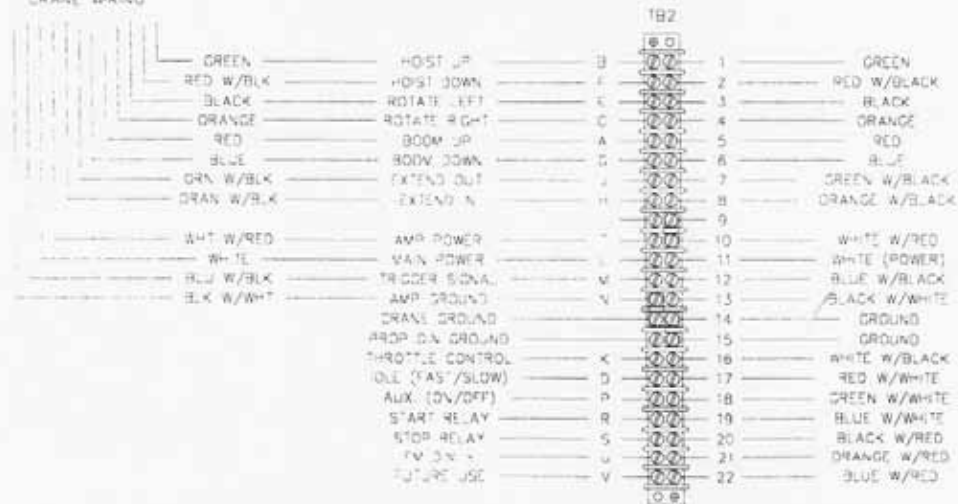 CRANE WIRING
TB2
GREEN HOIST UP B 1 GREEN
RED W/BLK HOIST DOWN F 2 RED W/BLACK
BLACK ROTATE LEFT E 3 BLACK
ORANGE ROTATE RIGHT C 4 ORANGE
RED BOOM UP A 5 RED
BLUE BOOM DOWN G 6 BLUE
GRN W/BLK EXTEND OUT J 7 GREEN W/BLACK
ORAN W/BLK EXTEND IN H 8 ORANGE W/BLACK
9
WHT W/RED AMP POWER T 10 WHITE W/RED
WHITE MAIN POWER L 11 WHITE (POWER)
BLU W/BLK TRIGGER SIGNAL M 12 BLUE W/BLACK
BLK W/WHT AMP GROUND N 13 BLACK W/WHITE
CRANE GROUND 14 GROUND
PROP GROUND 15 GROUND
THROTTLE CONTROL K 16 WHITE W/BLACK
IDLE (FAST/SLOW) D 17 RED W/WHITE
AUX. (ON/OFF) P 18 GREEN W/WHITE
START RELAY R 19 BLUE W/WHITE
STOP RELAY S 20 BLACK W/RED
U 21 ORANGE W/RED
FUTURE USE V 22 BLUE W/RED